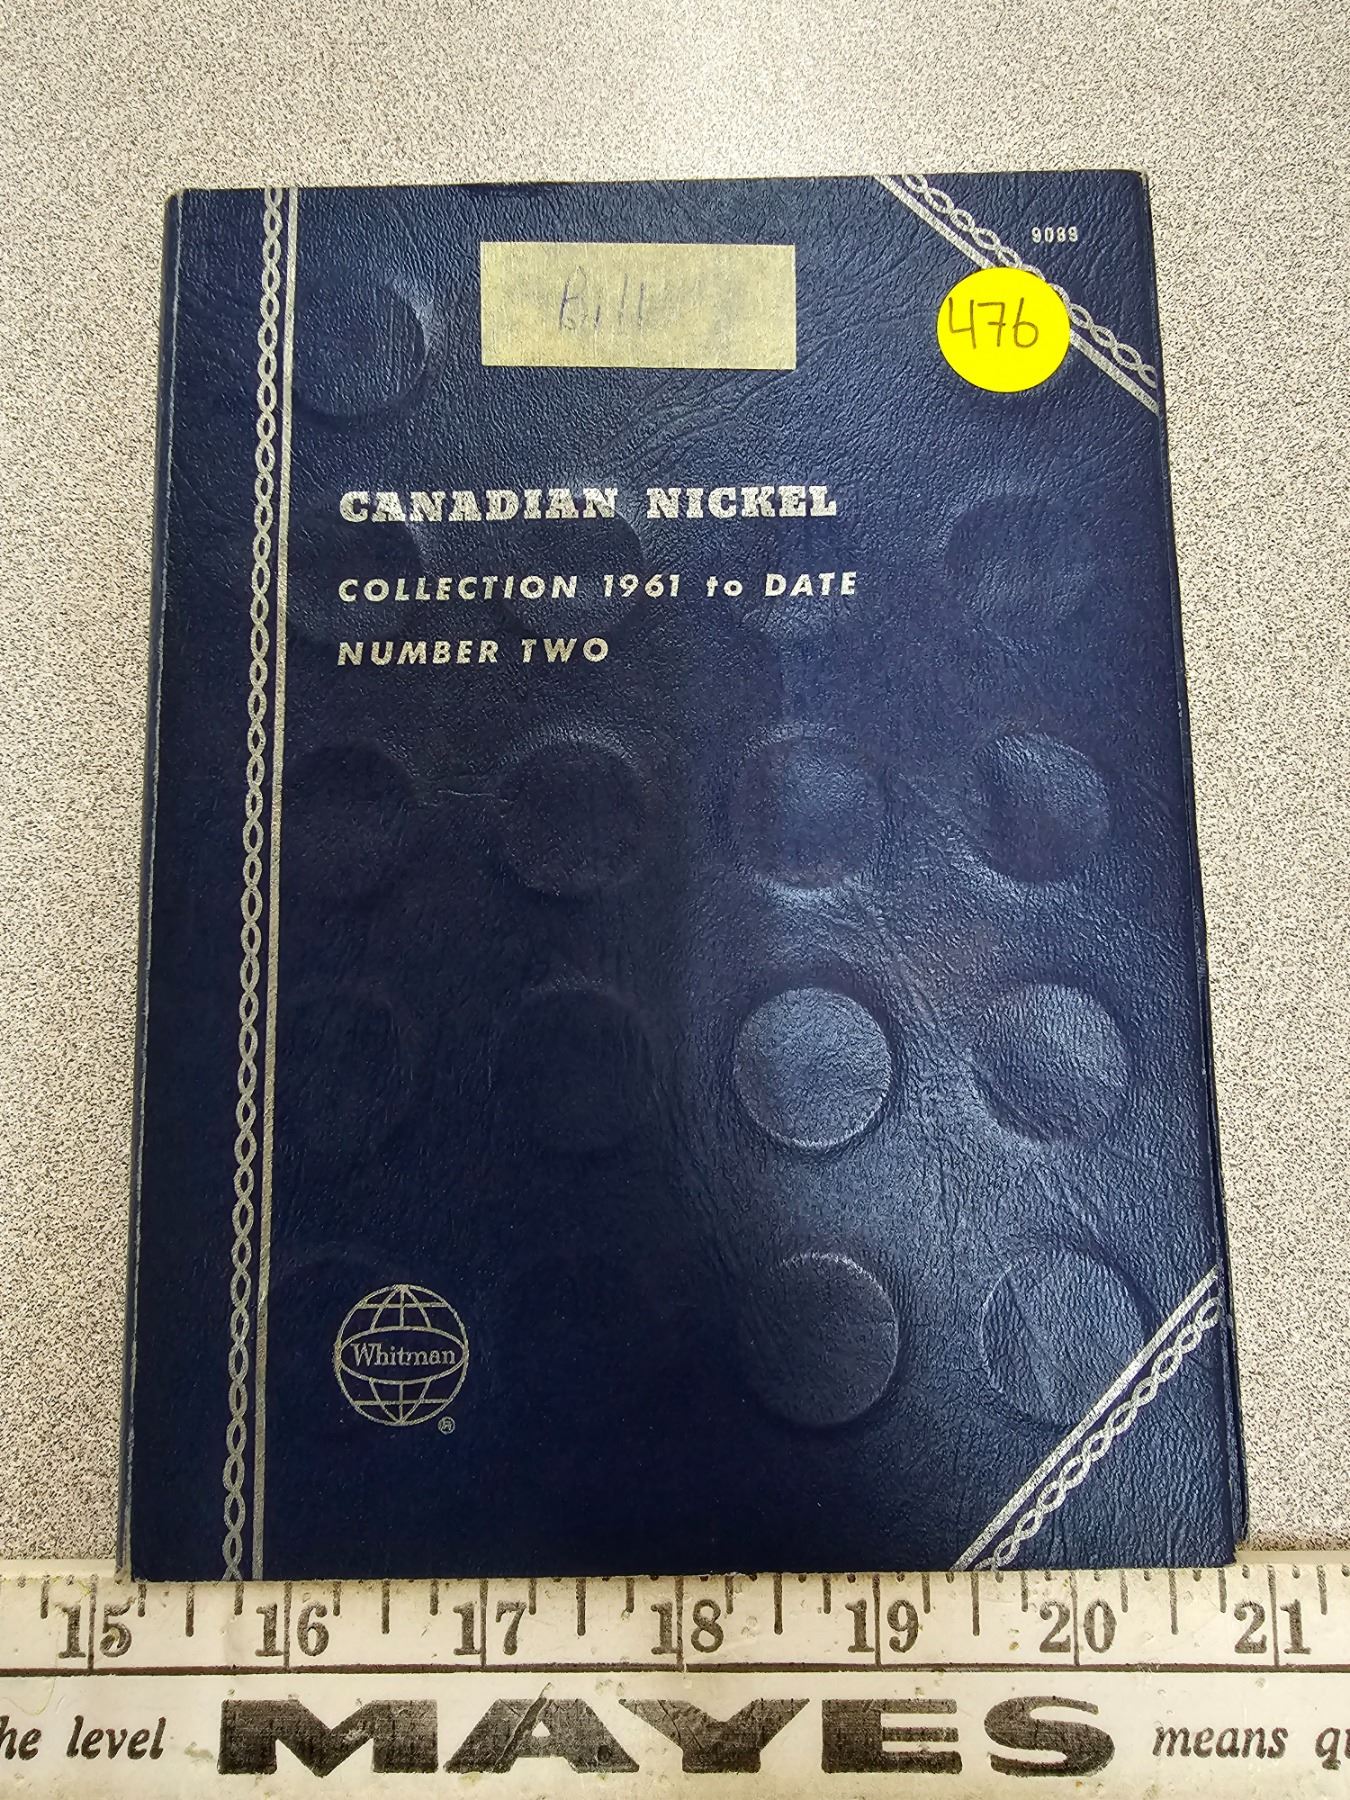 9089
Bill
476
CANADIAN NICKEL
COLLECTION 1961 to DATE
NUMBER TWO
Whitman
®
15 16 17 18 19 20 21
he level MAYES means qu